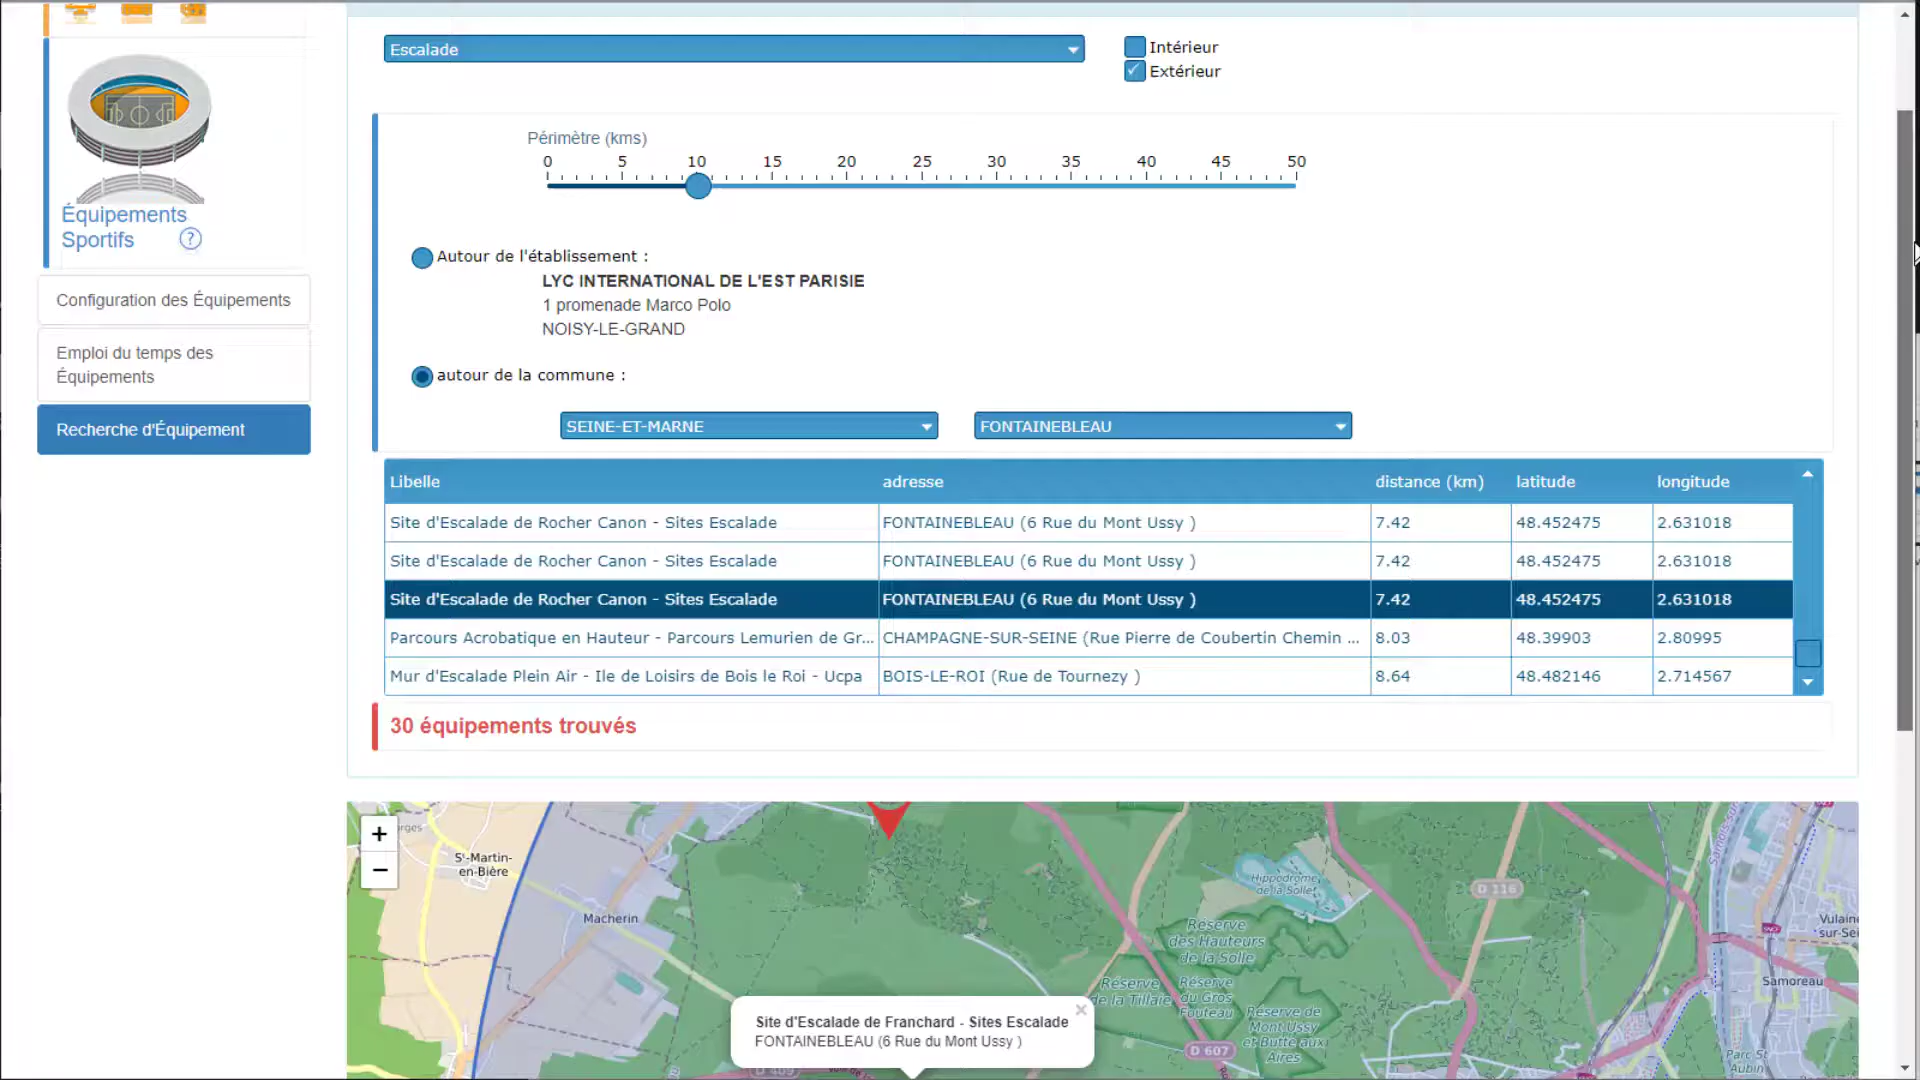 Escalade
Intérieur
Extérieur
Périmètre (kms)
0 5 10 15 20 25 30 35 40 45 50
Équipements
Sportifs ?
Autour de l'établissement :
LYC INTERNATIONAL DE L'EST PARISIE
1 promenade Marco Polo
NOISY-LE-GRAND
Configuration des Équipements
Emploi du temps des
Équipements
Recherche d'Équipement
autour de la commune :
SEINE-ET-MARNE FONTAINEBLEAU
Libelle adresse distance (km) latitude longitude
Site d'Escalade de Rocher Canon - Sites Escalade FONTAINEBLEAU (6 Rue du Mont Ussy ) 7.42 48.452475 2.631018
Site d'Escalade de Rocher Canon - Sites Escalade FONTAINEBLEAU (6 Rue du Mont Ussy ) 7.42 48.452475 2.631018
Site d'Escalade de Rocher Canon - Sites Escalade FONTAINEBLEAU (6 Rue du Mont Ussy ) 7.42 48.452475 2.631018
Parcours Acrobatique en Hauteur - Parcours Lemurien de Gr... CHAMPAGNE-SUR-SEINE (Rue Pierre de Coubertin Chemin ... 8.03 48.39903 2.80995
Mur d'Escalade Plein Air - Ile de Loisirs de Bois le Roi - Ucpa BOIS-LE-ROI (Rue de Tournezy ) 8.64 48.482146 2.714567
30 équipements trouvés
+
−
St-Martin-
en-Bière
Macherin
Hippodrome
de la Solle
D 116
Réserve
des Hauteurs
de la Solle
Vulaine
sur-Sei
Samoreau
Réserve
de la Tillaie
Réserve
du Gros
Fouteau
Réserve de
Mont Ussy
et Butte aux
Aires
D 607
D 409
Parc St
Aubin
Site d'Escalade de Franchard - Sites Escalade
FONTAINEBLEAU (6 Rue du Mont Ussy )
×